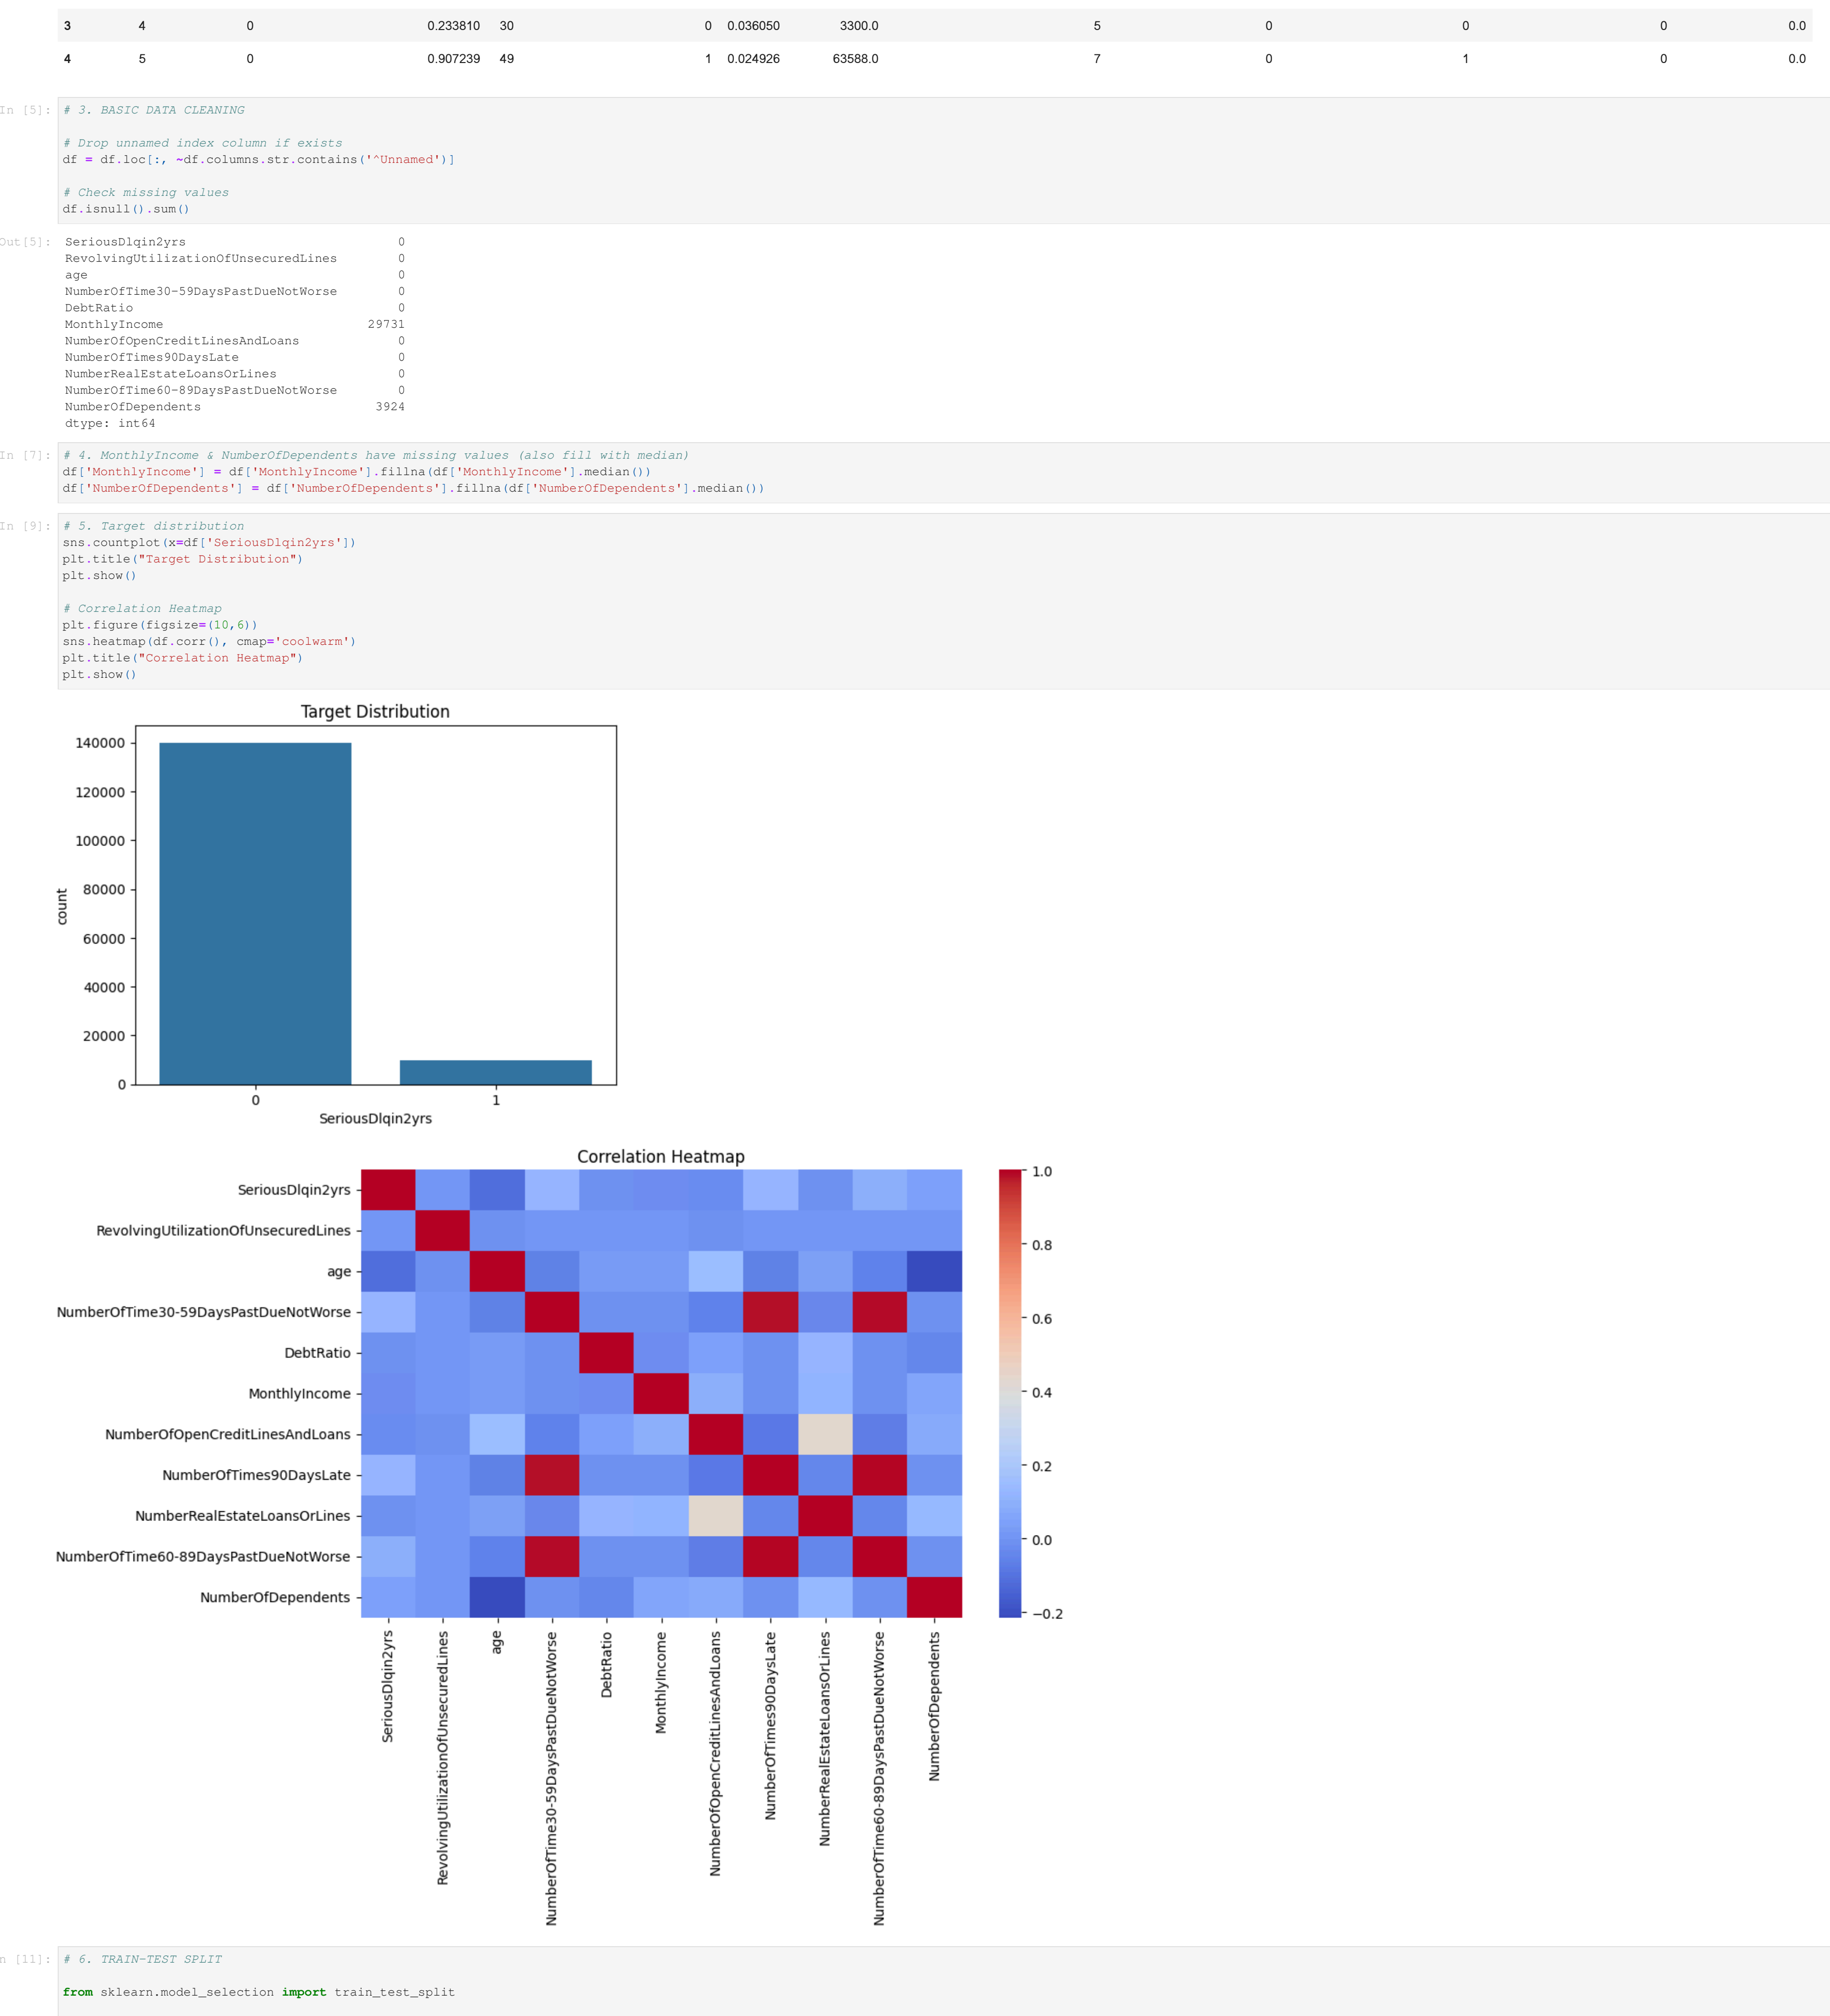 3 4 0 0.233810 30 0 0.036050 3300.0 5 0 0 0 0.0
4 5 0 0.907239 49 1 0.024926 63588.0 7 0 1 0 0.0
In [5]: # 3. BASIC DATA CLEANING
# Drop unnamed index column if exists
df = df.loc[:, ~df.columns.str.contains('^Unnamed')]
# Check missing values
df.isnull().sum()
Out[5]: SeriousDlqin2yrs 0
RevolvingUtilizationOfUnsecuredLines 0
age 0
NumberOfTime30-59DaysPastDueNotWorse 0
DebtRatio 0
MonthlyIncome 29731
NumberOfOpenCreditLinesAndLoans 0
NumberOfTimes90DaysLate 0
NumberRealEstateLoansOrLines 0
NumberOfTime60-89DaysPastDueNotWorse 0
NumberOfDependents 3924
dtype: int64
In [7]: # 4. MonthlyIncome & NumberOfDependents have missing values (also fill with median)
df['MonthlyIncome'] = df['MonthlyIncome'].fillna(df['MonthlyIncome'].median())
df['NumberOfDependents'] = df['NumberOfDependents'].fillna(df['NumberOfDependents'].median())
In [9]: # 5. Target distribution
sns.countplot(x=df['SeriousDlqin2yrs'])
plt.title("Target Distribution")
plt.show()
# Correlation Heatmap
plt.figure(figsize=(10,6))
sns.heatmap(df.corr(), cmap='coolwarm')
plt.title("Correlation Heatmap")
plt.show()
Target Distribution
140000
120000
100000
80000
60000
40000
20000
0
count
0 1
SeriousDlqin2yrs
Correlation Heatmap
SeriousDlqin2yrs
RevolvingUtilizationOfUnsecuredLines
age
NumberOfTime30-59DaysPastDueNotWorse
DebtRatio
MonthlyIncome
NumberOfOpenCreditLinesAndLoans
NumberOfTimes90DaysLate
NumberRealEstateLoansOrLines
NumberOfTime60-89DaysPastDueNotWorse
NumberOfDependents
1.0
0.8
0.6
0.4
0.2
0.0
−0.2
SeriousDlqin2yrs
RevolvingUtilizationOfUnsecuredLines
age
NumberOfTime30-59DaysPastDueNotWorse
DebtRatio
MonthlyIncome
NumberOfOpenCreditLinesAndLoans
NumberOfTimes90DaysLate
NumberRealEstateLoansOrLines
NumberOfTime60-89DaysPastDueNotWorse
NumberOfDependents
n [11]: # 6. TRAIN-TEST SPLIT
from sklearn.model_selection import train_test_split